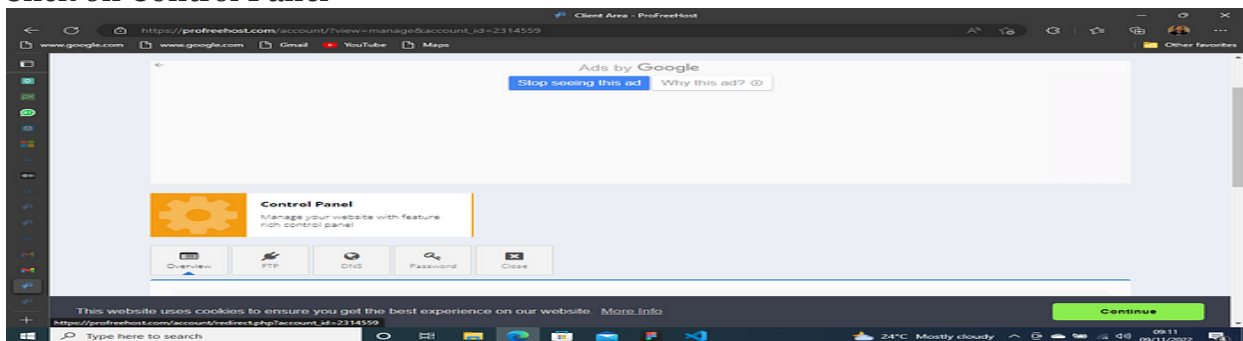 Client Area - ProFreeHost
https://profreehost.com/account/?view=manage&account_id=2314559
www.google.com www.google.com Gmail YouTube Maps Other favorites
Ads by Google
Stop seeing this ad Why this ad?
Control Panel
Manage your website with feature
rich control panel
Overview FTP DNS Password Close
This website uses cookies to ensure you get the best experience on our website. More Info Continue
https://profreehost.com/account/redirect.php?account_id=2314559
Type here to search 24°C Mostly cloudy 09:11
09/11/2022